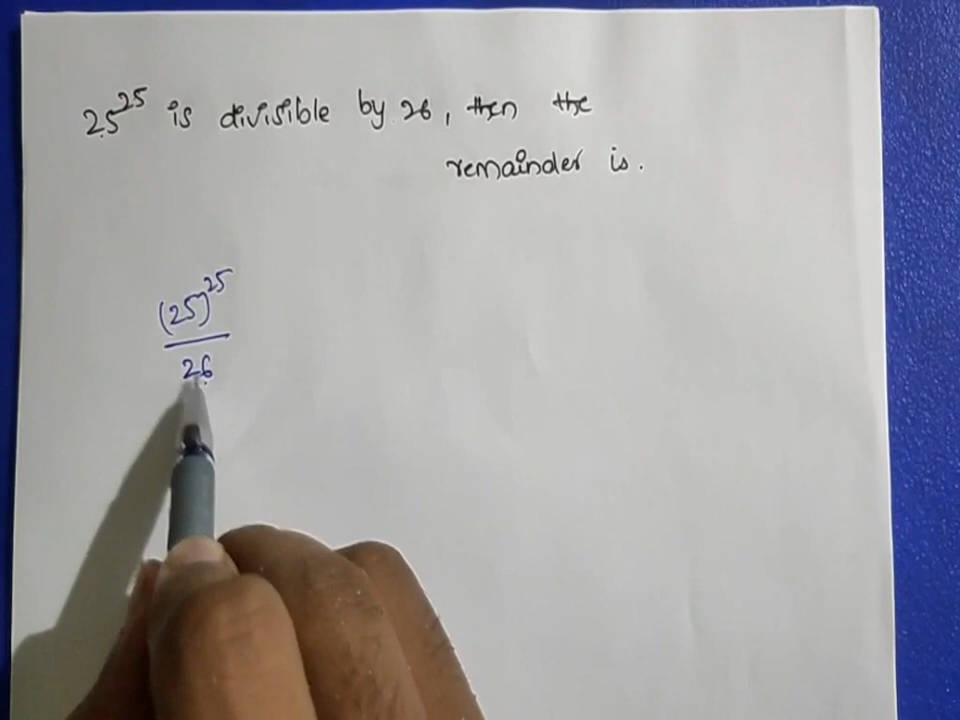 25^25 is divisible by 26, then the
remainder is.
(25)^25
26